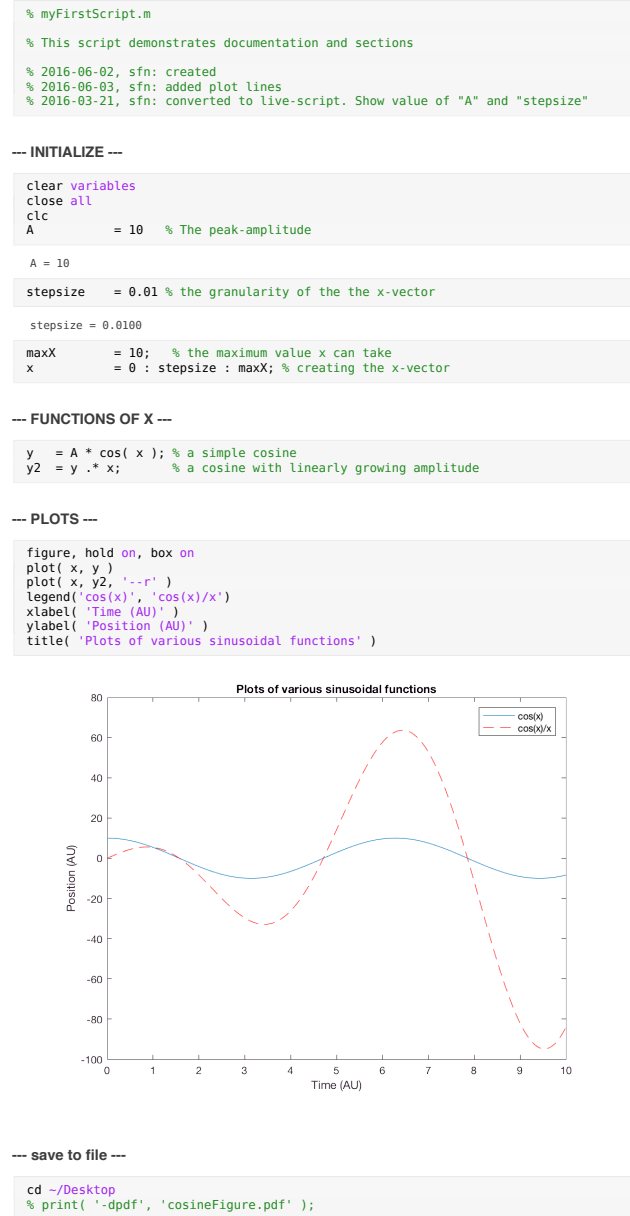 % myFirstScript.m
% This script demonstrates documentation and sections
% 2016-06-02, sfn: created
% 2016-06-03, sfn: added plot lines
% 2016-03-21, sfn: converted to live-script. Show value of "A" and "stepsize"
--- INITIALIZE ---
clear variables
close all
clc
A = 10 % The peak-amplitude
A = 10
stepsize = 0.01 % the granularity of the the x-vector
stepsize = 0.0100
maxX = 10; % the maximum value x can take
x = 0 : stepsize : maxX; % creating the x-vector
--- FUNCTIONS OF X ---
y = A * cos( x ); % a simple cosine
y2 = y .* x; % a cosine with linearly growing amplitude
--- PLOTS ---
figure, hold on, box on
plot( x, y )
plot( x, y2, '--r' )
legend('cos(x)', 'cos(x)/x')
xlabel( 'Time (AU)' )
ylabel( 'Position (AU)' )
title( 'Plots of various sinusoidal functions' )
Plots of various sinusoidal functions
cos(x)
cos(x)/x
80
60
40
20
0
-20
-40
-60
-80
-100
Position (AU)
0 1 2 3 4 5 6 7 8 9 10
Time (AU)
--- save to file ---
cd ~/Desktop
% print( '-dpdf', 'cosineFigure.pdf' );